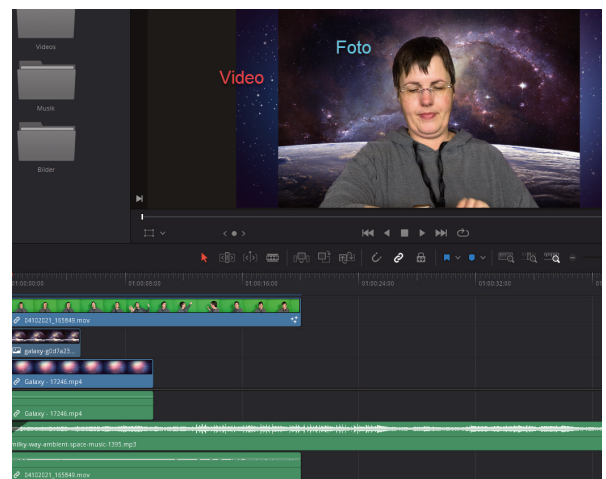 Videos
Musik
Bilder
Video
Foto
01:00:00:00
01:00:08:00
01:00:16:00
01:00:24:00
01:00:32:00
04102021_165849.mov
galaxy-g0d7a23...
Galaxy - 17246.mp4
Galaxy - 17246.mp4
milky-way-ambient-space-music-1395.mp3
04102021_165849.mov